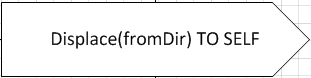 Displace(fromDir) TO SELF